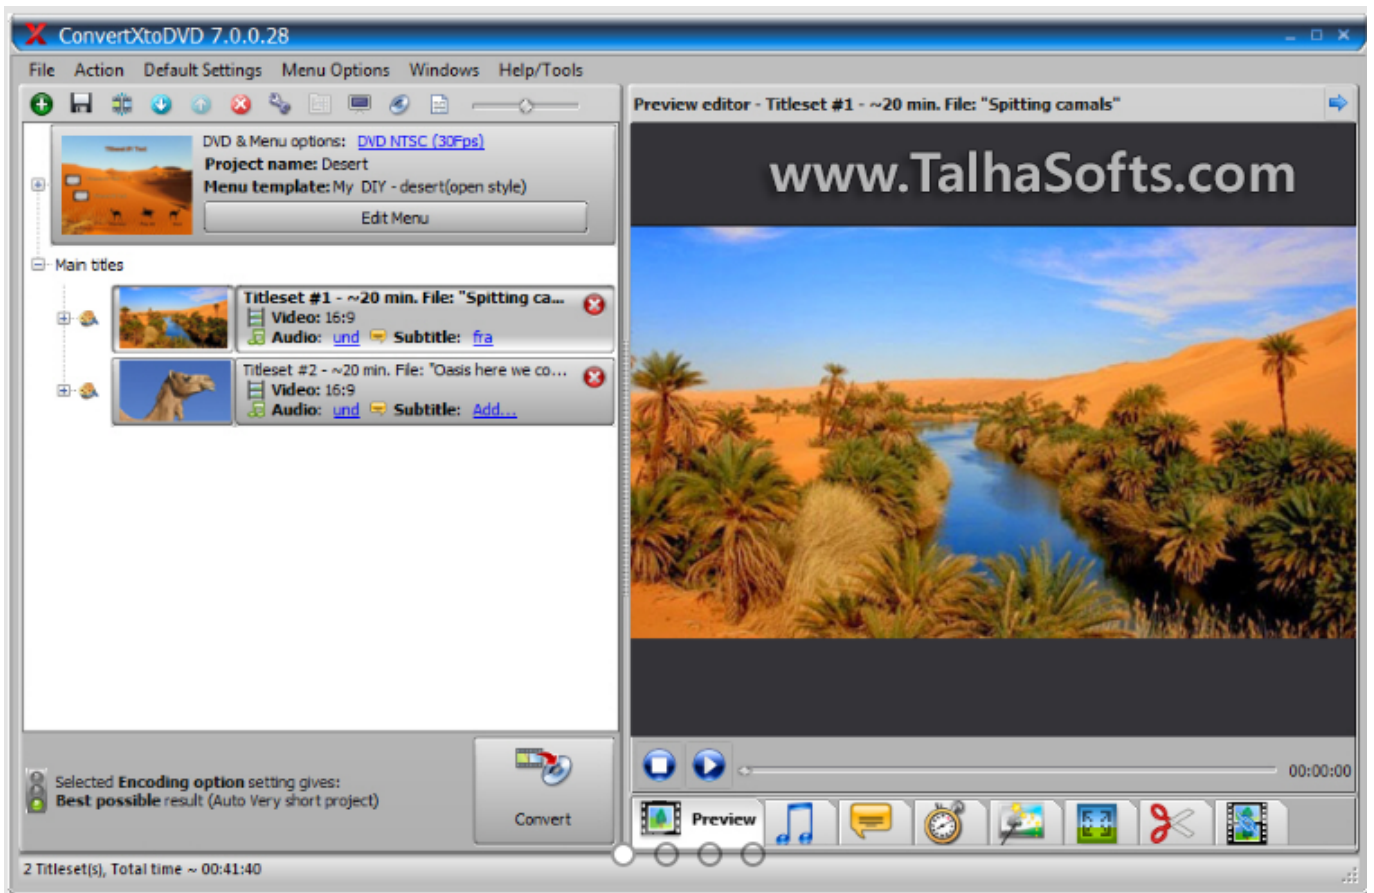 ConvertXtoDVD 7.0.0.28
File Action Default Settings Menu Options Windows Help/Tools
Preview editor - Titleset #1 - ~20 min. File: "Spitting camals"
DVD & Menu options: DVD NTSC (30Fps)
Project name: Desert
Menu template: My DIY - desert(open style)
Edit Menu
www.TalhaSofts.com
Main titles
Titleset #1 - ~20 min. File: "Spitting ca...
Video: 16:9
Audio: und Subtitle: fra
Titleset #2 - ~20 min. File: "Oasis here we co...
Video: 16:9
Audio: und Subtitle: Add...
00:00:00
Selected Encoding option setting gives:
Best possible result (Auto Very short project)
Convert
Preview
2 Titleset(s), Total time ~ 00:41:40